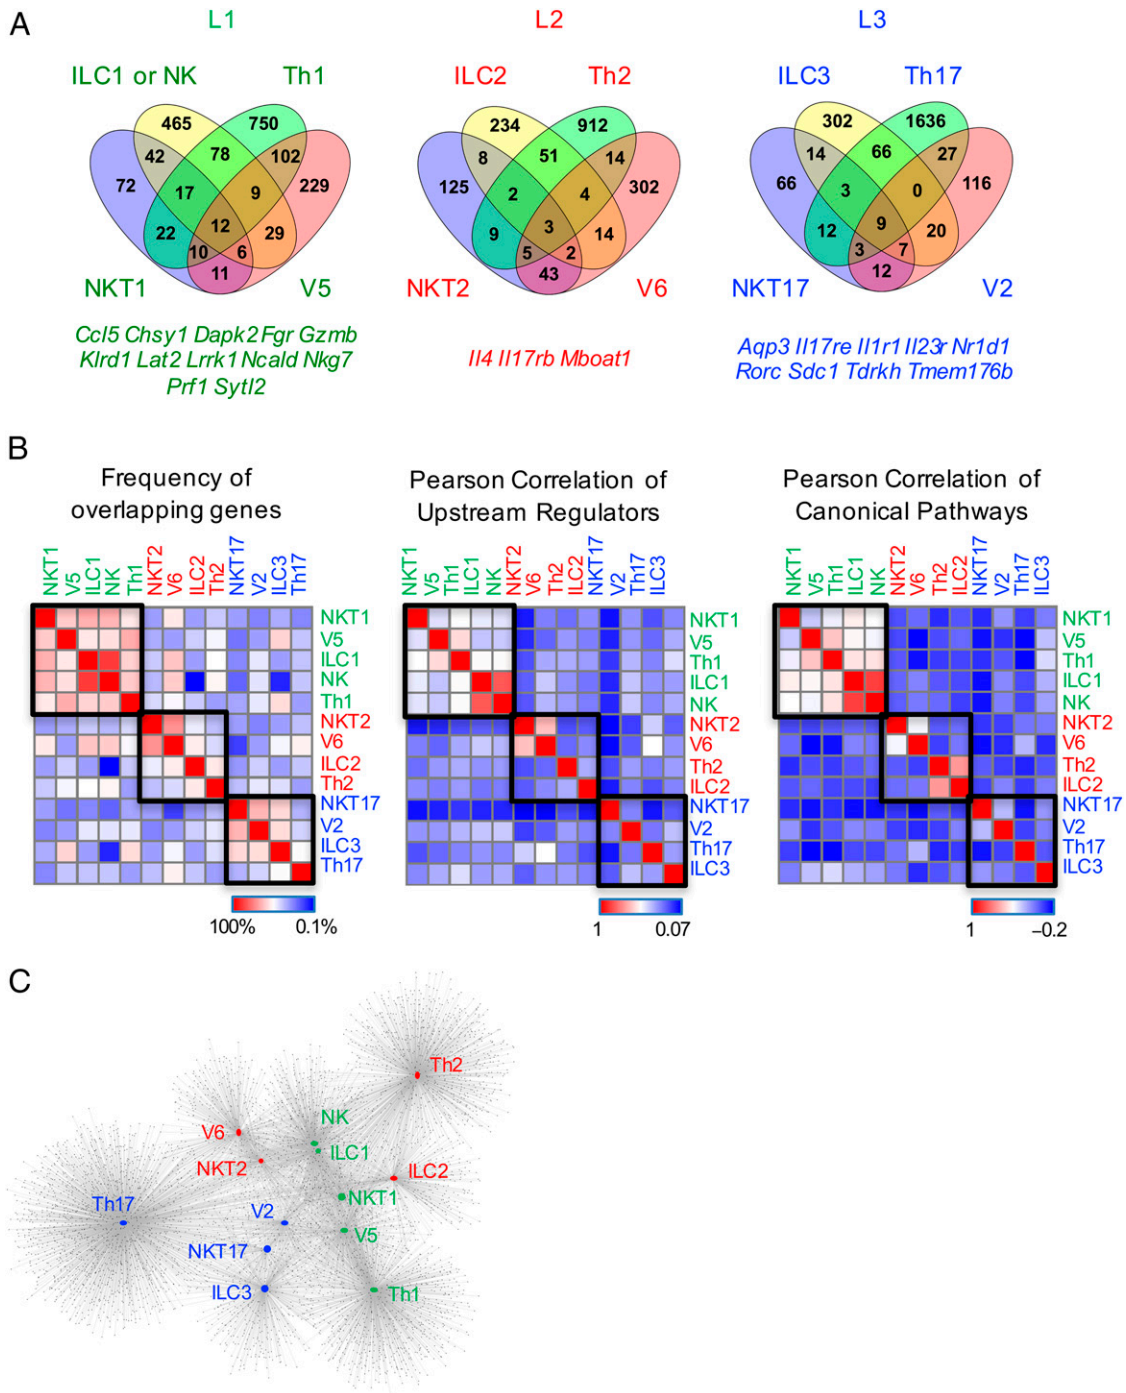 A
L1 L2 L3
ILC1 or NK Th1 ILC2 Th2 ILC3 Th17
465 750 234 912 302 1636
42 78 102 8 51 14 14 66 27
72 17 9 229 125 2 4 302 66 3 0 116
12 3 9
22 29 9 14 12 20
10 6 5 2 3 7
11 43 12
NKT1 V5 NKT2 V6 NKT17 V2
Ccl5 Chsy1 Dapk2 Fgr Gzmb
Klrd1 Lat2 Lrrk1 Ncald Nkg7
Prf1 Sytl2
Il4 Il17rb Mboat1
Aqp3 Il17re Il1r1 Il23r Nr1d1
Rorc Sdc1 Tdrkh Tmem176b
B
Frequency of
overlapping genes
NKT1 V5 ILC1 NK Th1 NKT2 V6 ILC2 Th2 NKT17 V2 ILC3 Th17
NKT1
V5
ILC1
NK
Th1
NKT2
V6
ILC2
Th2
NKT17
V2
ILC3
Th17
100% 0.1%
Pearson Correlation of
Upstream Regulators
NKT1 V5 Th1 ILC1 NK NKT2 V6 Th2 ILC2 NKT17 V2 Th17 ILC3
NKT1
V5
Th1
ILC1
NK
NKT2
V6
Th2
ILC2
NKT17
V2
Th17
ILC3
1 0.07
Pearson Correlation of
Canonical Pathways
NKT1 V5 Th1 ILC1 NK NKT2 V6 Th2 ILC2 NKT17 V2 Th17 ILC3
NKT1
V5
Th1
ILC1
NK
NKT2
V6
Th2
ILC2
NKT17
V2
Th17
ILC3
1 −0.2
C
Th2
NK
V6
ILC1
NKT2
ILC2
Th17
NKT1
V2
V5
NKT17
ILC3
Th1